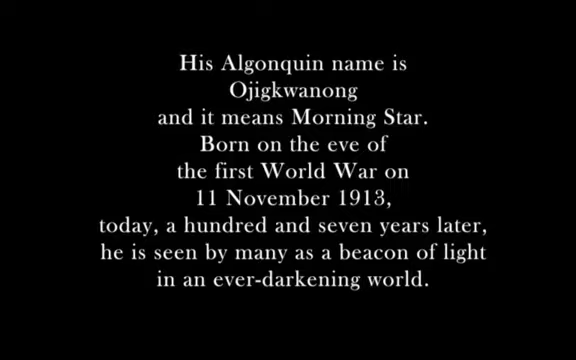 His Algonquin name is
Ojigkwanong
and it means Morning Star.
Born on the eve of
the first World War on
11 November 1913,
today, a hundred and seven years later,
he is seen by many as a beacon of light
in an ever-darkening world.